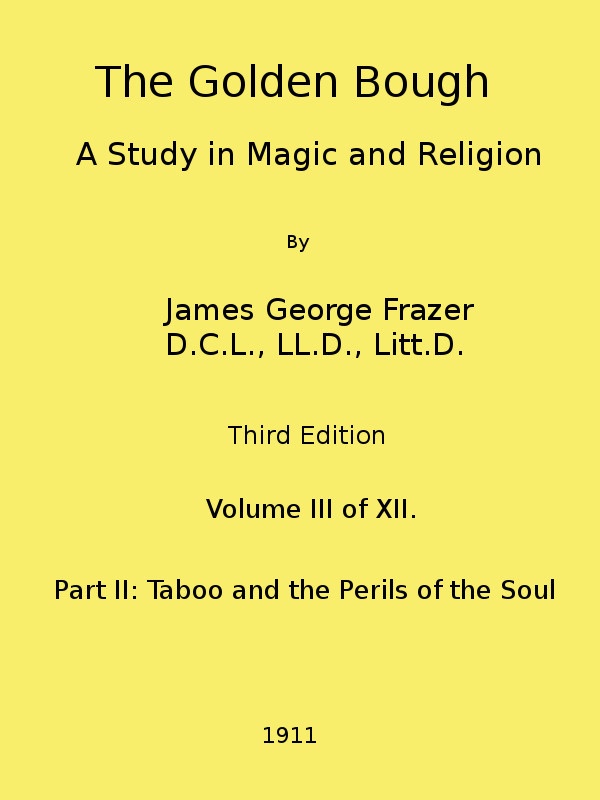 The Golden Bough
A Study in Magic and Religion
By
James George Frazer
D.C.L., LL.D., Litt.D.
Third Edition
Volume III of XII.
Part II: Taboo and the Perils of the Soul
1911